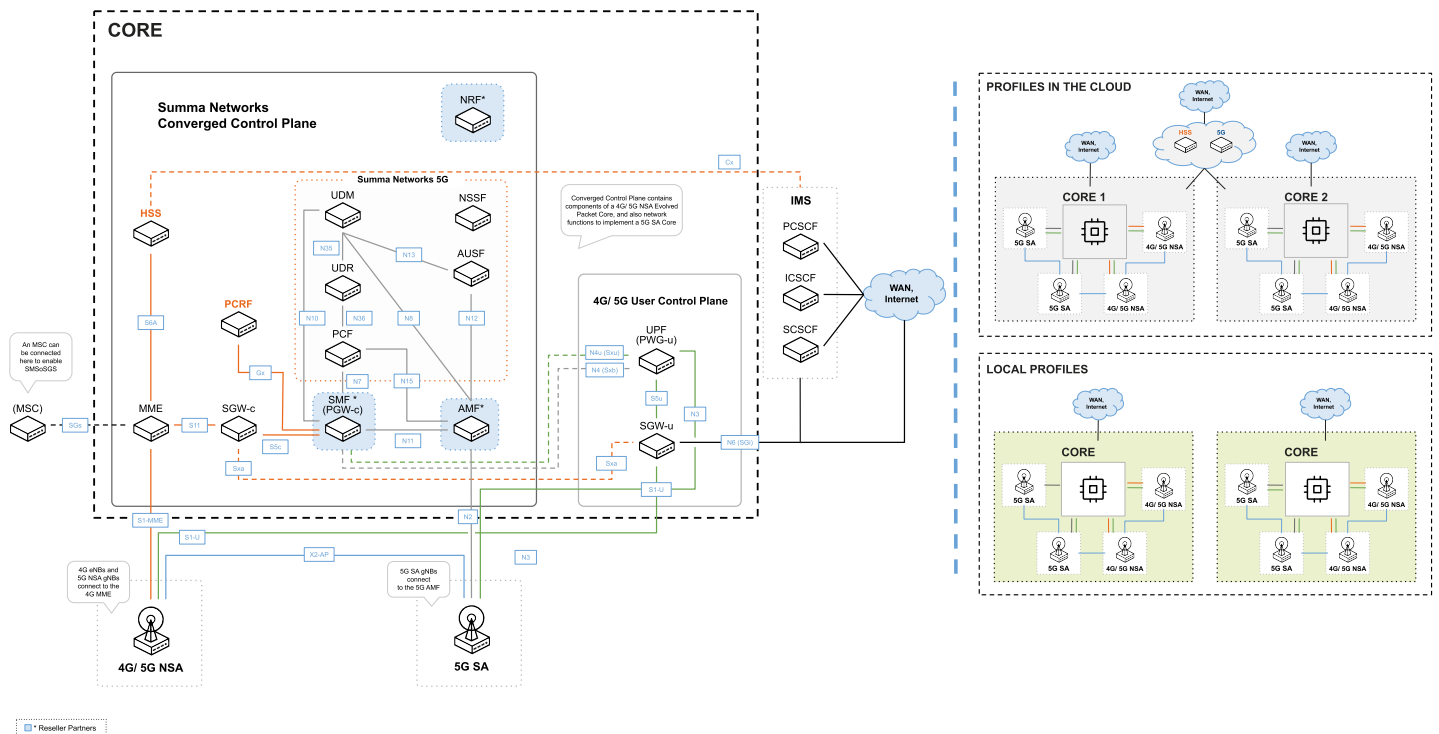 CORE
Summa Networks
Converged Control Plane
NRF*
Cx
Summa Networks 5G
UDM
NSSF
HSS
N35
N13
AUSF
UDR
PCRF
S6A
N10
N36
N8
N12
PCF
Gx
N7
N15
An MSC can
be connected
here to enable
SMSoSGS
(MSC)
SGs
MME
S11
SGW-c
S5c
SMF *
(PGW-c)
N11
AMF*
Sxa
Converged Control Plane contains
components of a 4G/ 5G NSA Evolved
Packet Core, and also network
functions to implement a 5G SA Core
4G/ 5G User Control Plane
UPF
(PWG-u)
N4u (Sxu)
N4 (Sxb)
S5u
N3
SGW-u
Sxa
N6 (SGi)
S1-U
IMS
PCSCF
ICSCF
SCSCF
WAN,
Internet
S1-MME
S1-U
N2
X2-AP
N3
4G eNBs and
5G NSA gNBs
connect to the
4G MME
5G SA gNBs
connect
to the 5G AMF
4G/ 5G NSA
5G SA
* Reseller Partners
PROFILES IN THE CLOUD
WAN,
Internet
HSS
5G
WAN,
Internet
WAN,
Internet
CORE 1
5G SA
4G/ 5G NSA
5G SA
4G/ 5G NSA
CORE 2
5G SA
4G/ 5G NSA
5G SA
4G/ 5G NSA
LOCAL PROFILES
WAN,
Internet
WAN,
Internet
CORE
5G SA
4G/ 5G NSA
5G SA
4G/ 5G NSA
CORE
5G SA
4G/ 5G NSA
5G SA
4G/ 5G NSA